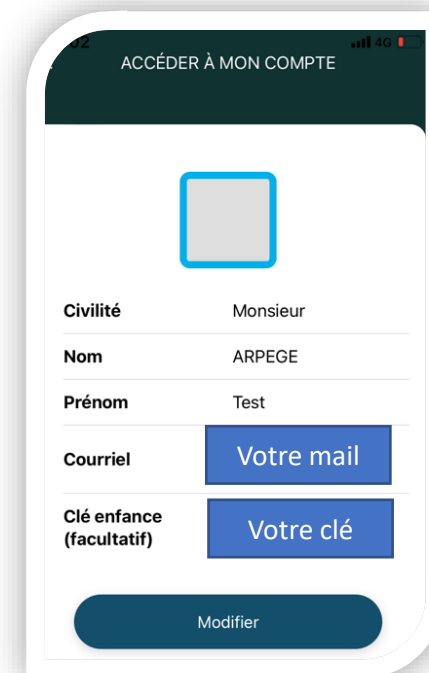 02 4G
ACCÉDER À MON COMPTE
Civilité Monsieur
Nom ARPEGE
Prénom Test
Courriel Votre mail
Clé enfance
(facultatif) Votre clé
Modifier